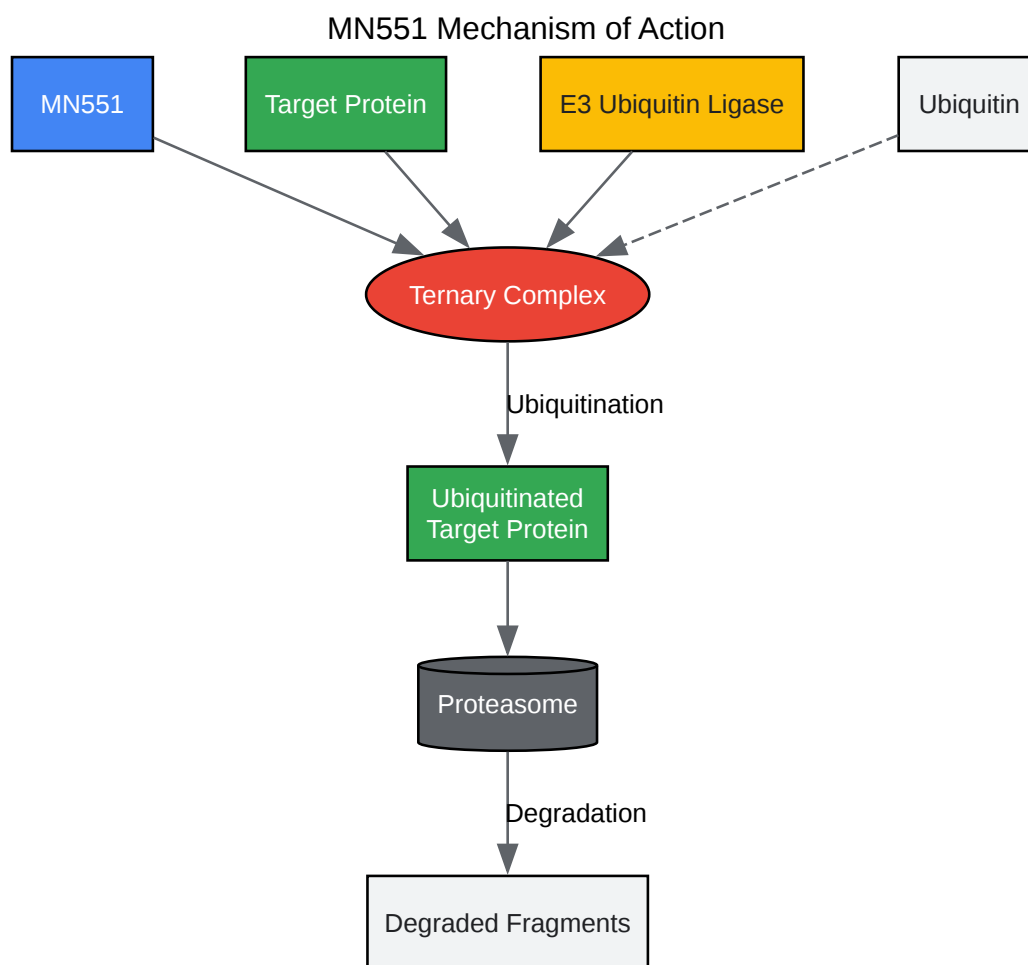 MN551 Mechanism of Action
MN551
Target Protein
E3 Ubiquitin Ligase
Ubiquitin
Ternary Complex
Ubiquitination
Ubiquitinated
Target Protein
Proteasome
Degradation
Degraded Fragments